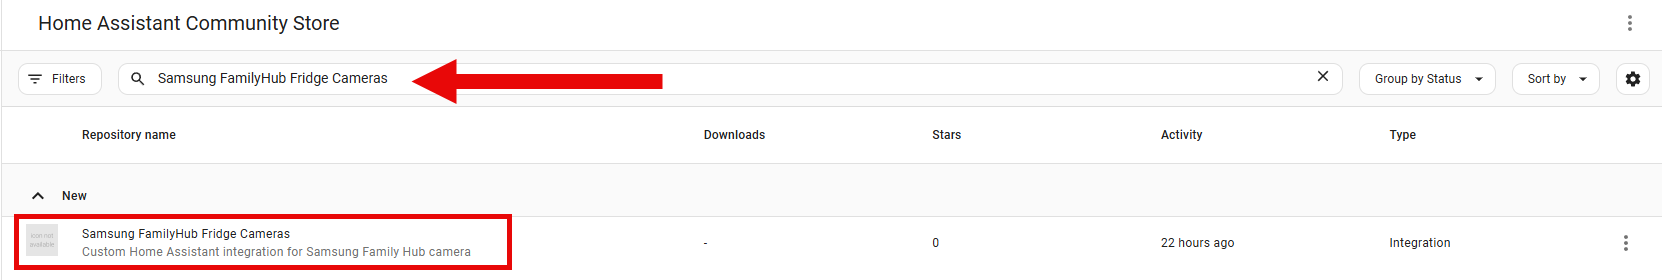 Home Assistant Community Store
Filters
Samsung FamilyHub Fridge Cameras
Group by Status
Sort by
Repository name
Downloads
Stars
Activity
Type
New
icon not
available
Samsung FamilyHub Fridge Cameras
Custom Home Assistant integration for Samsung Family Hub camera
-
0
22 hours ago
Integration